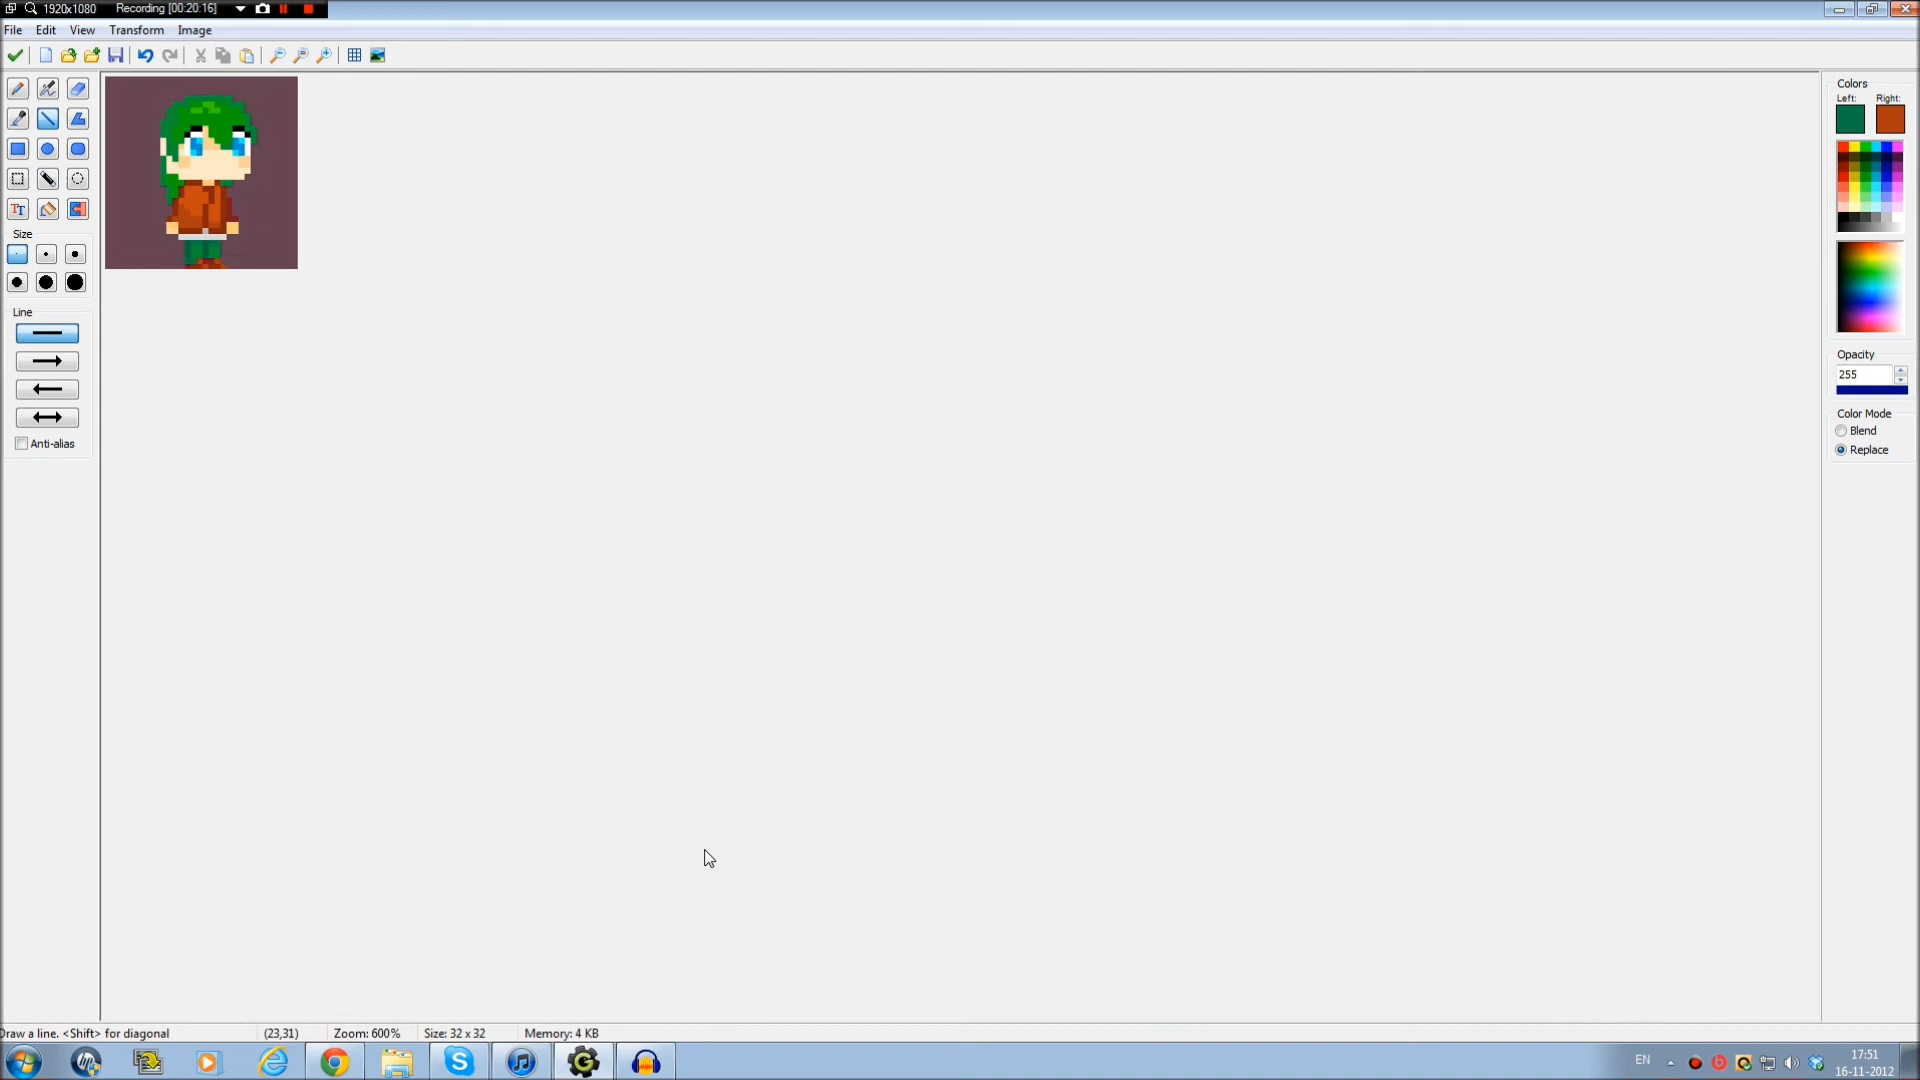 1920x1080 Recording [00:20:16]
File Edit View Transform Image
Colors
Left: Right:
TT
Size
Line
Anti-alias
Opacity
255
Color Mode
Blend
Replace
Draw a line. <Shift> for diagonal (23,31) Zoom: 600% Size: 32 x 32 Memory: 4 KB
EN
17:51
16-11-2012